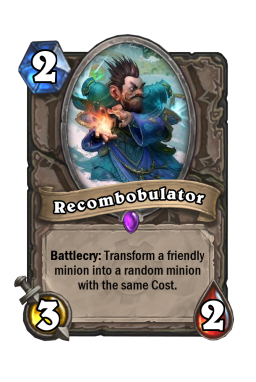 2
Recombobulator
Battlecry: Transform a friendly
minion into a random minion
with the same Cost.
3 2